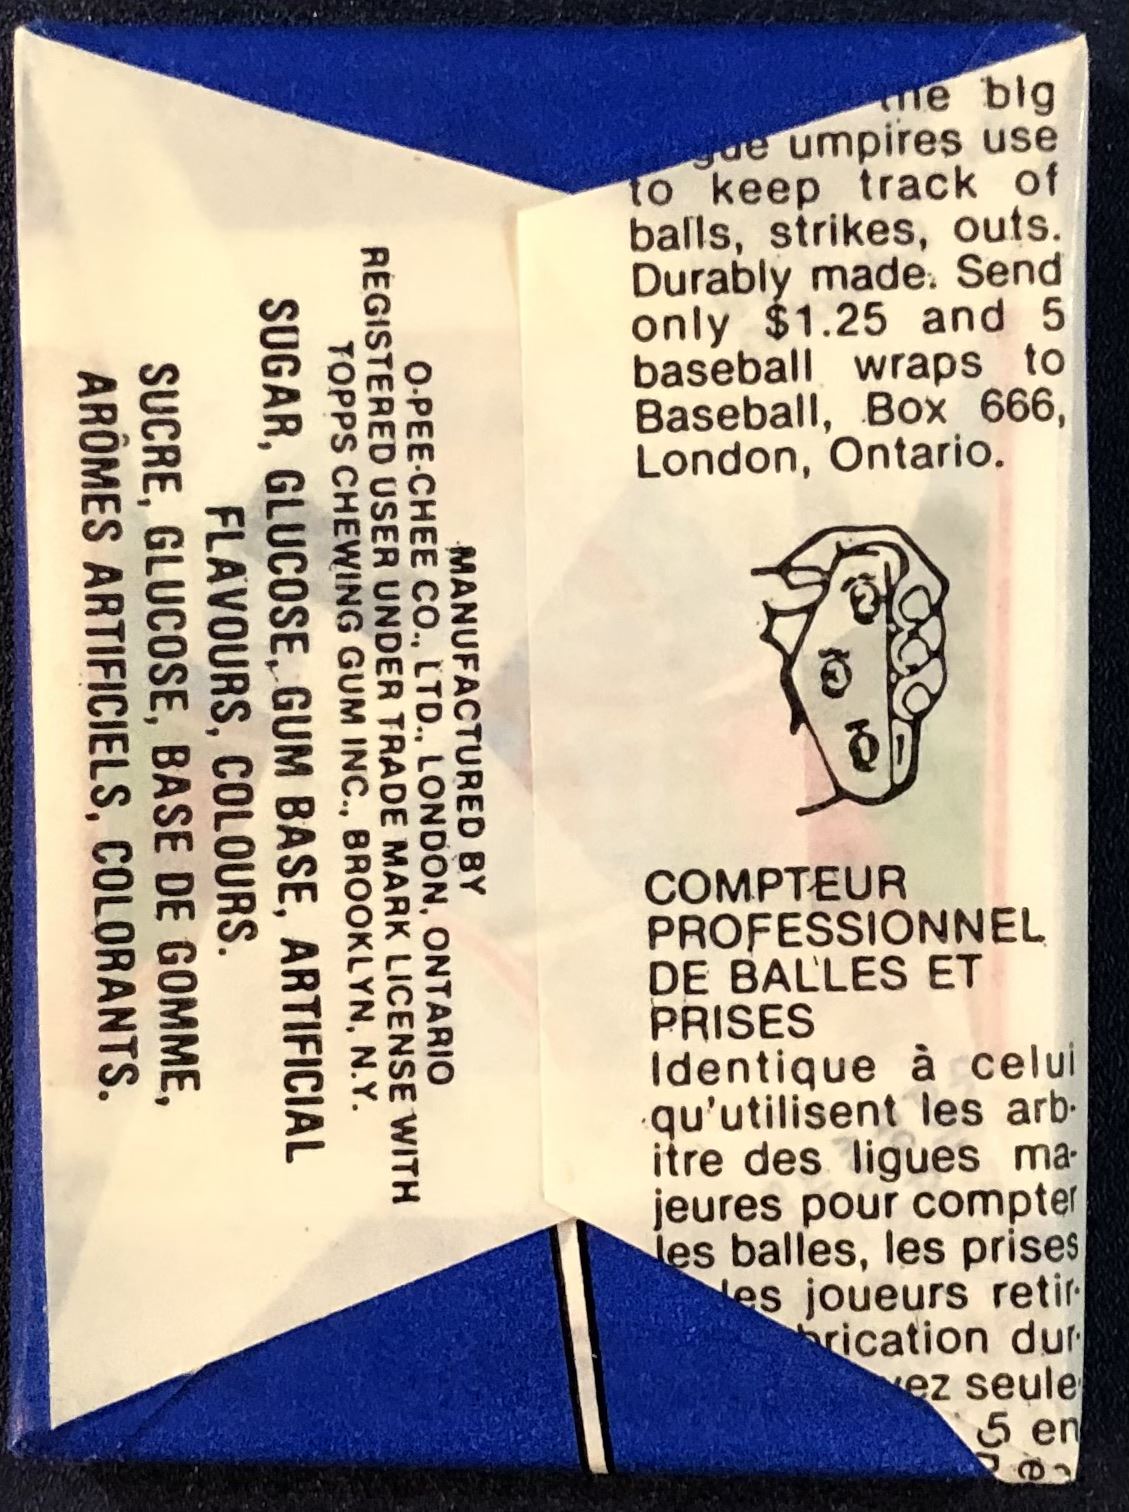 big
umpires use
to keep track of
balls, strikes, outs.
Durably made. Send
only $1.25 and 5
baseball wraps to
Baseball, Box 666,
London, Ontario.
COMPTEUR
PROFESSIONNEL
DE BALLES ET
PRISES
Identique à celui
qu'utilisent les arb-
itre des ligues ma-
jeures pour compter
les balles, les prises
les joueurs retir-
dur-
seule
5 en
MANUFACTURED BY
O-PEE-CHEE CO., LTD., LONDON, ONTARIO
REGISTERED USER UNDER TRADE MARK LICENSE WITH
TOPPS CHEWING GUM INC., BROOKLYN, N.Y.
SUGAR, GLUCOSE, GUM BASE, ARTIFICIAL
FLAVOURS, COLOURS.
SUCRE, GLUCOSE, BASE DE GOMME,
ARÔMES ARTIFICIELS, COLORANTS.